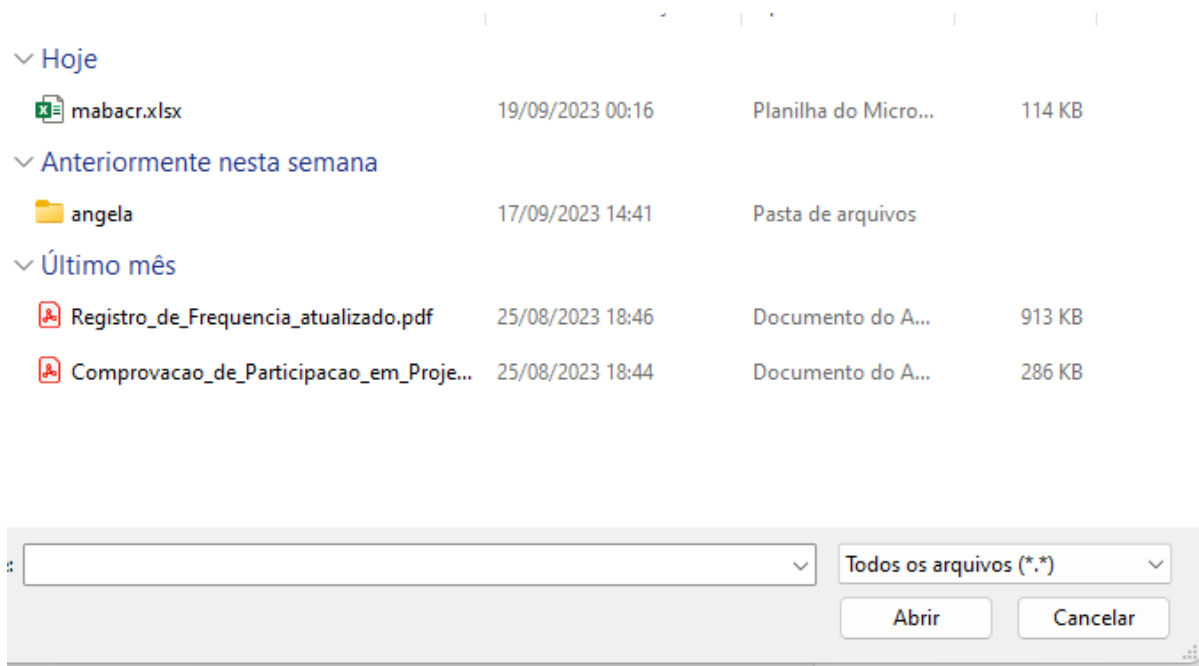 Hoje
mabacr.xlsx 19/09/2023 00:16 Planilha do Micro... 114 KB
Anteriormente nesta semana
angela 17/09/2023 14:41 Pasta de arquivos
Último mês
Registro_de_Frequencia_atualizado.pdf 25/08/2023 18:46 Documento do A... 913 KB
Comprovacao_de_Participacao_em_Proje... 25/08/2023 18:44 Documento do A... 286 KB
Todos os arquivos (*.*)
Abrir Cancelar